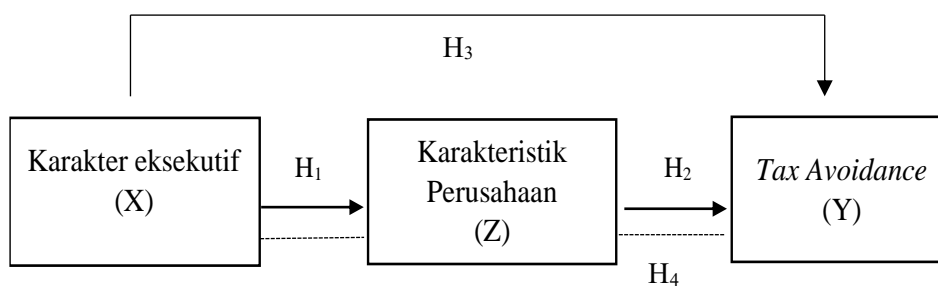 H₃
Karakter eksekutif
(X)
H₁
Karakteristik
Perusahaan
(Z)
H₂
Tax Avoidance
(Y)
H₄